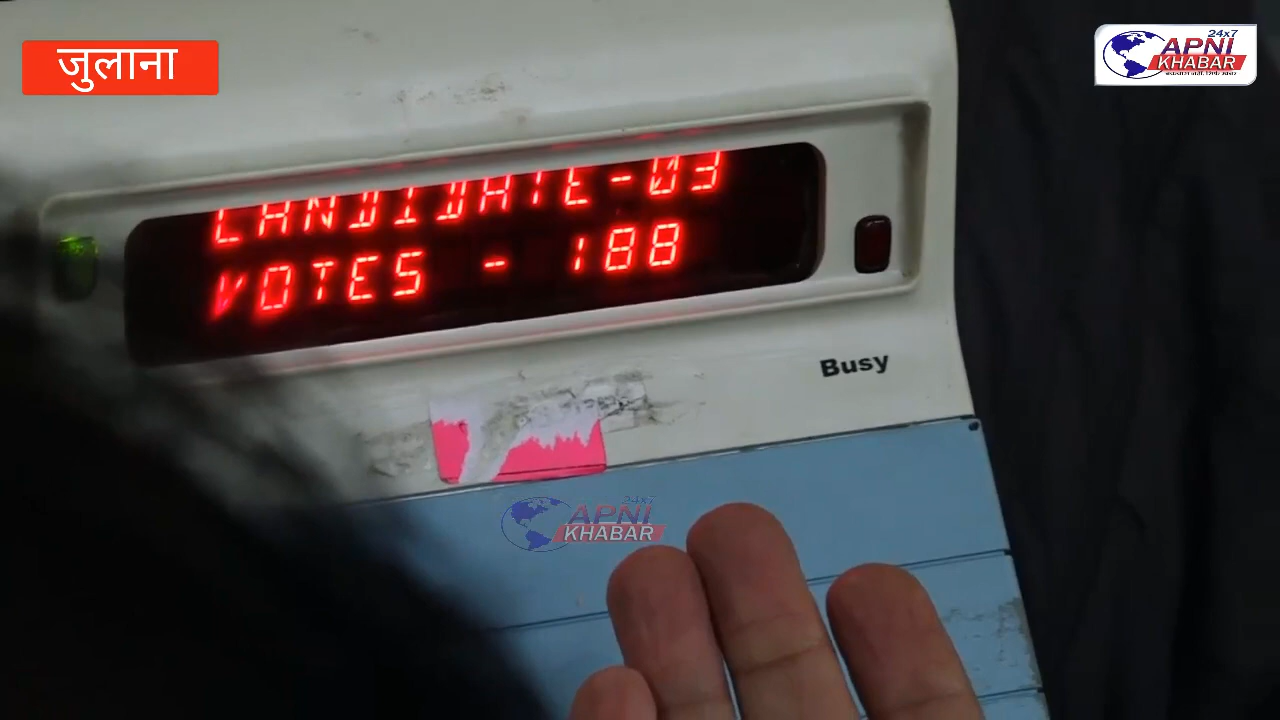 जुलाना
24x7
APNI
KHABAR
CANDIDATE-03
VOTES - 188
Busy
24x7
APNI
KHABAR